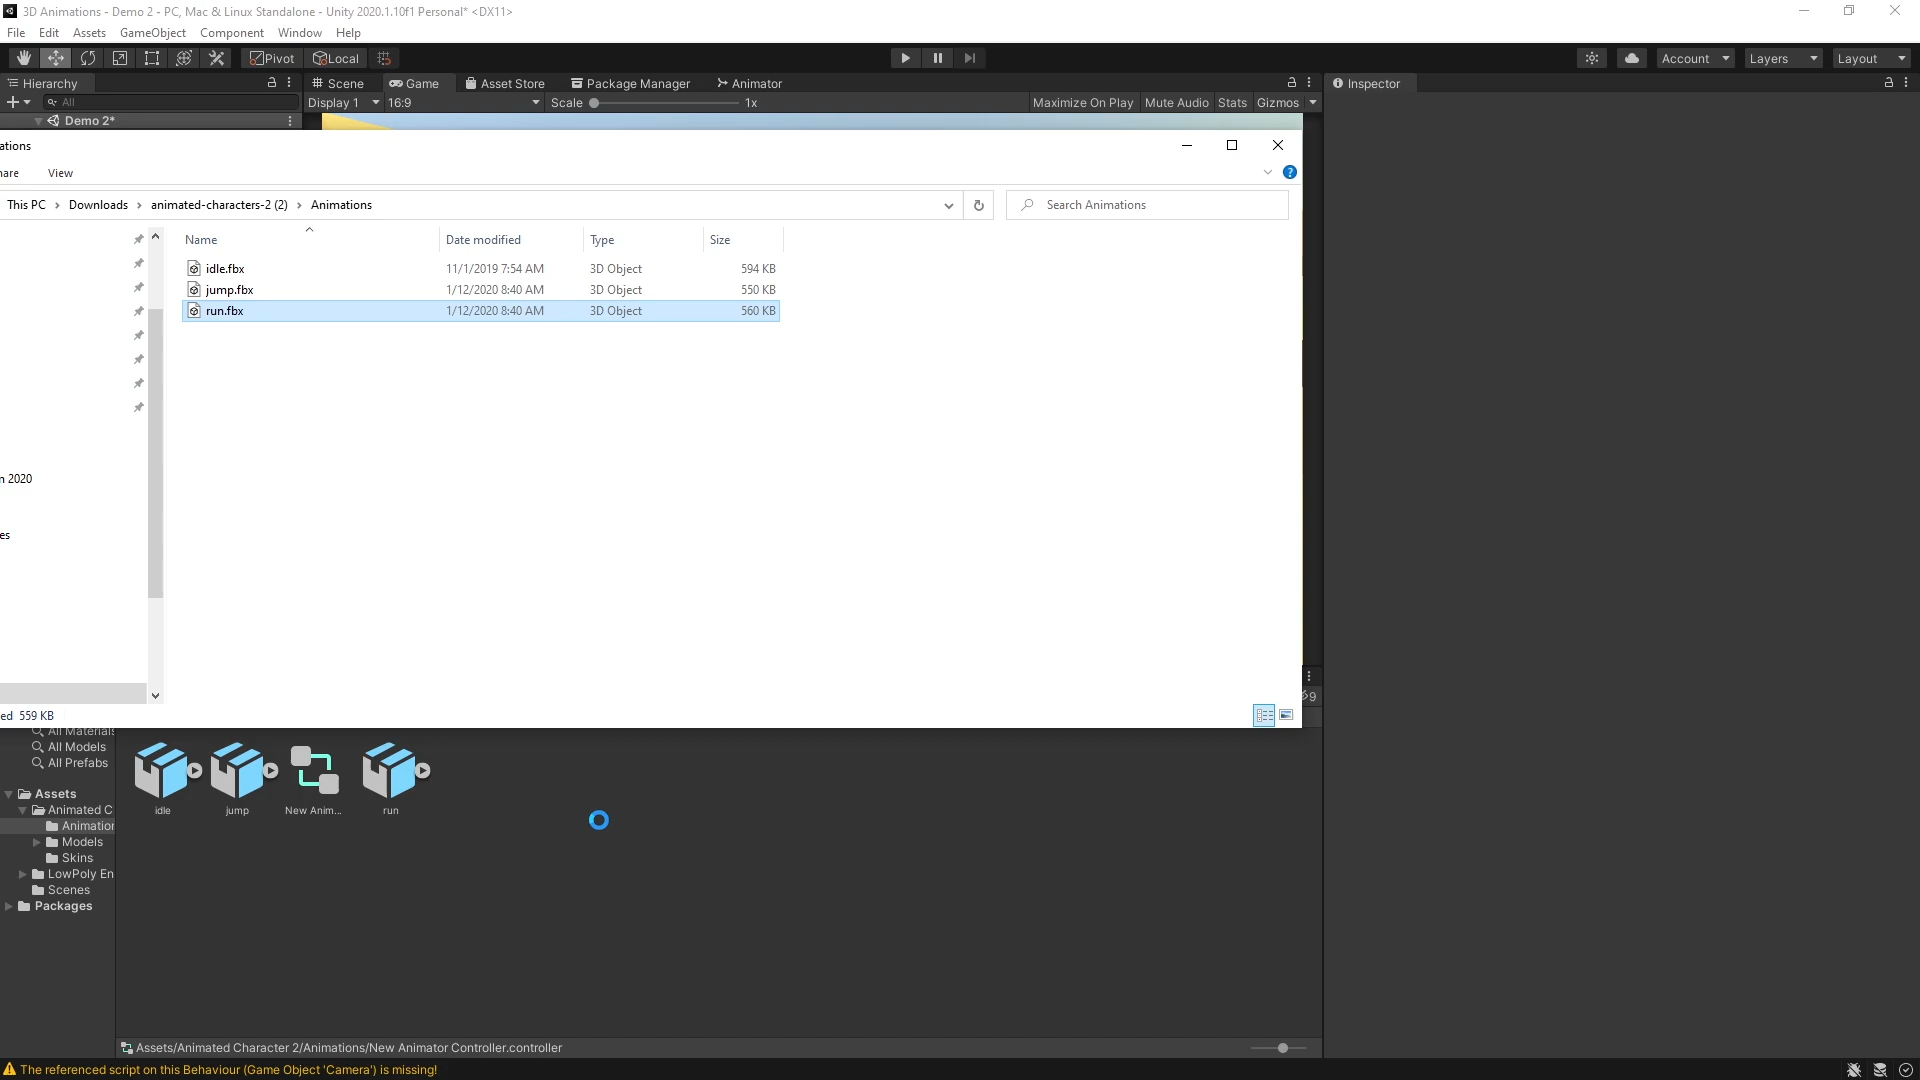 3D Animations - Demo 2 - PC, Mac & Linux Standalone - Unity 2020.1.10f1 Personal* <DX11>
File Edit Assets GameObject Component Window Help
Pivot Local Account Layers Layout
Hierarchy Scene Game Asset Store Package Manager Animator Inspector
All Display 1 16:9 Scale 1x Maximize On Play Mute Audio Stats Gizmos
Demo 2*
ations
hare View
This PC > Downloads > animated-characters-2 (2) > Animations Search Animations
Name Date modified Type Size
idle.fbx 11/1/2019 7:54 AM 3D Object 594 KB
jump.fbx 1/12/2020 8:40 AM 3D Object 550 KB
run.fbx 1/12/2020 8:40 AM 3D Object 560 KB
n 2020
es
9
ed 559 KB
All Materials
All Models
All Prefabs
Assets
Animated C
Animation
Models
Skins
LowPoly En
Scenes
Packages
idle jump New Anim... run
Assets/Animated Character 2/Animations/New Animator Controller.controller
The referenced script on this Behaviour (Game Object 'Camera') is missing!